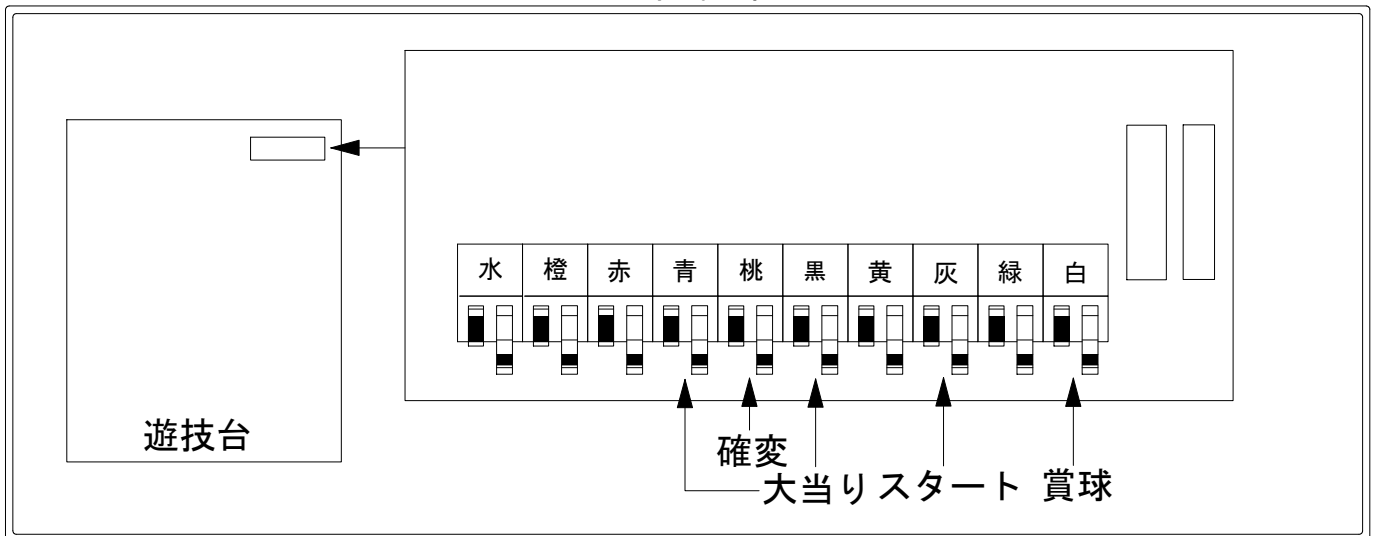 水 橙 赤 青 桃 黒 黄 灰 緑 白
遊技台
確変
大当り スタート 賞球